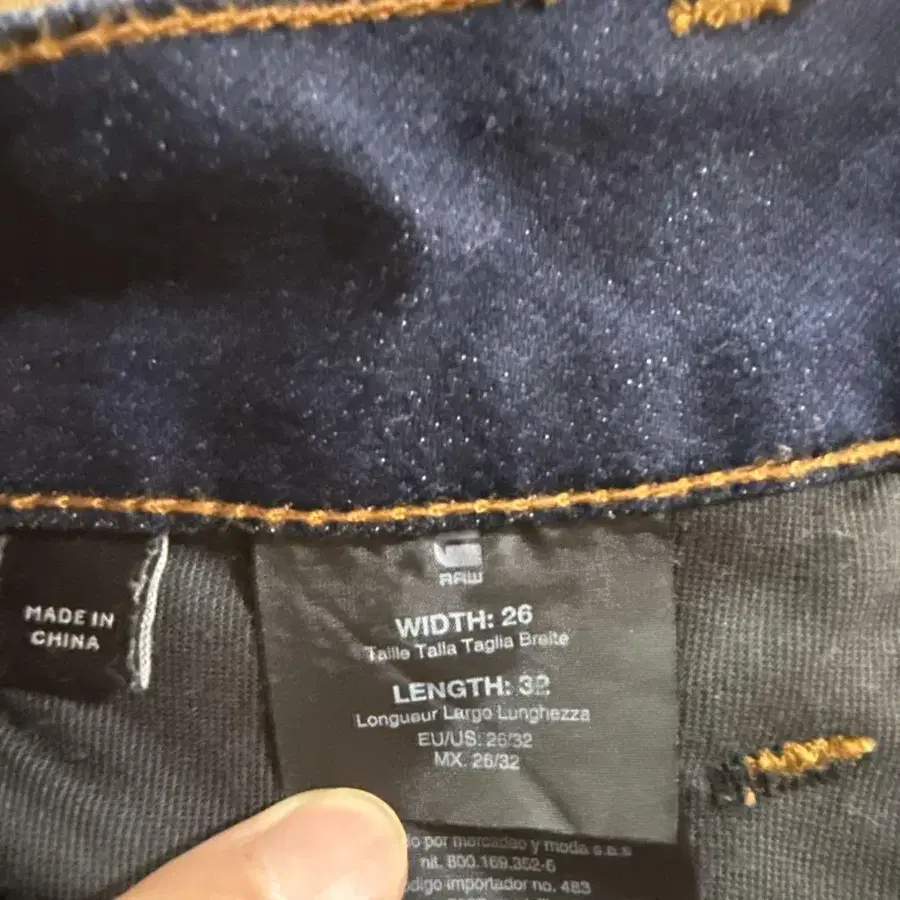 MADE IN
CHINA
RAW
WIDTH: 26
Taille Talla Taglia Breite
LENGTH: 32
Longueur Largo Lunghezza
EU/US: 26/32
MX. 26/32
o por mercadeo y moda s.a.s
nit. 800.169.352-6
digo importador no. 483